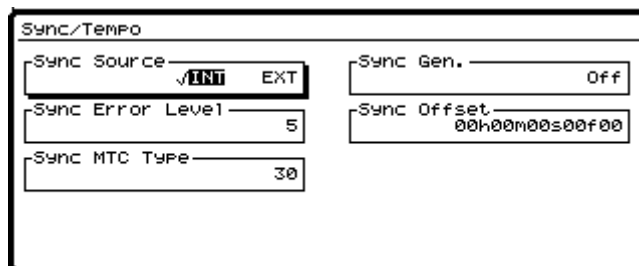 Sync/Tempo
Sync Source
√INT EXT
Sync Gen.
Off
Sync Error Level
5
Sync Offset
00h00m00s00f00
Sync MTC Type
30